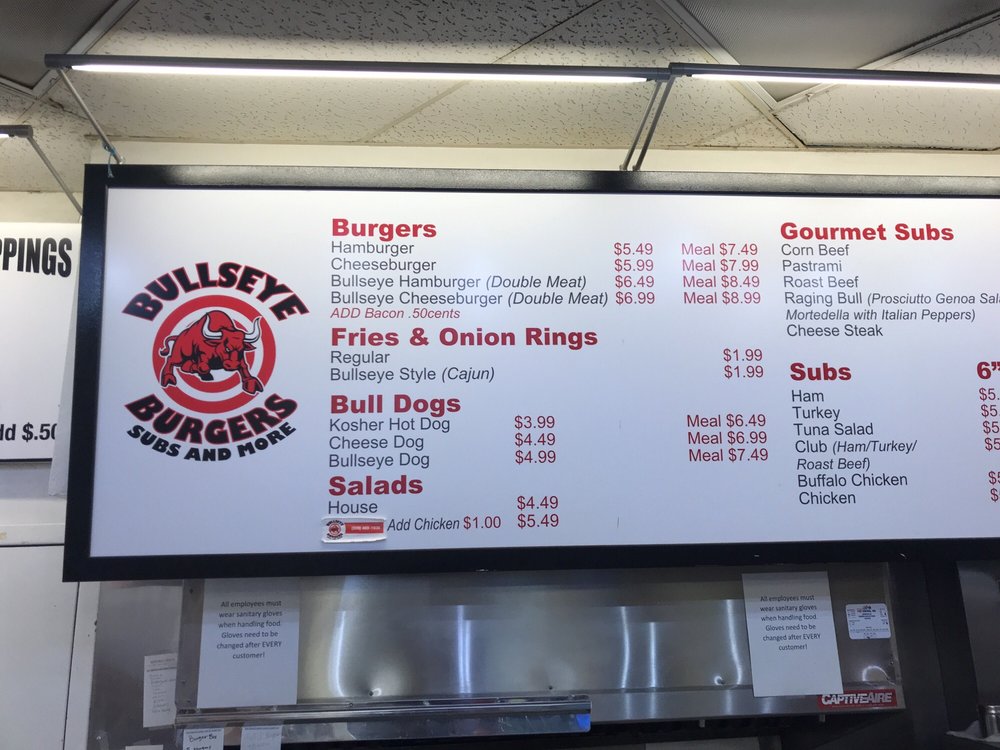 PPINGS
dd $.50
BULLSEYE
BURGERS
SUBS AND MORE
Burgers
Hamburger $5.49 Meal $7.49
Cheeseburger $5.99 Meal $7.99
Bullseye Hamburger (Double Meat) $6.49 Meal $8.49
Bullseye Cheeseburger (Double Meat) $6.99 Meal $8.99
ADD Bacon .50cents
Fries & Onion Rings
Regular $1.99
Bullseye Style (Cajun) $1.99
Bull Dogs
Kosher Hot Dog $3.99 Meal $6.49
Cheese Dog $4.49 Meal $6.99
Bullseye Dog $4.99 Meal $7.49
Salads
House $4.49
Add Chicken $1.00 $5.49
Gourmet Subs
Corn Beef
Pastrami
Roast Beef
Raging Bull (Prosciutto Genoa Sala
Mortedella with Italian Peppers)
Cheese Steak
Subs 6”
Ham $5.
Turkey $5
Tuna Salad $5
Club (Ham/Turkey/ $5
Roast Beef)
Buffalo Chicken $5
Chicken $
All employees must
wear sanitary gloves
when handling food.
Gloves need to be
changed after EVERY
customer!
All employees must
wear sanitary gloves
when handling food.
Gloves need to be
changed after EVERY
customer!
CAPTIVEAIRE